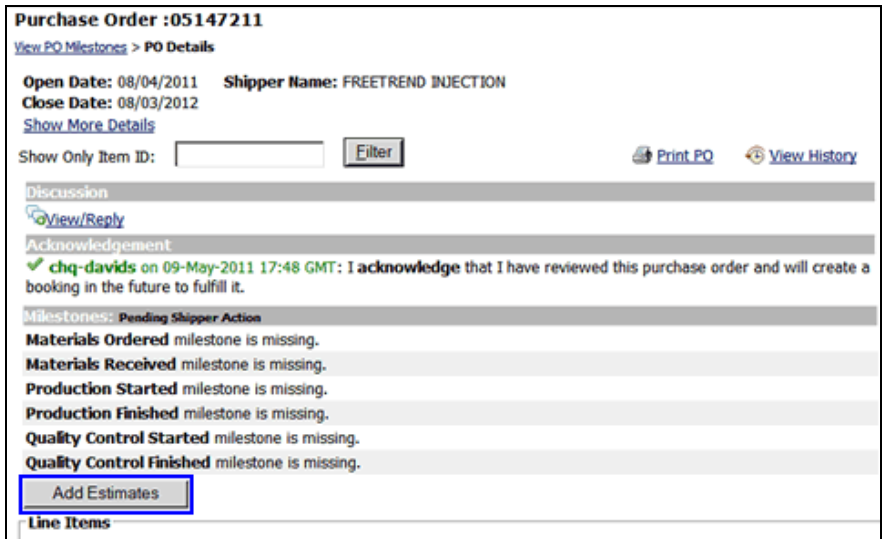 Purchase Order :05147211
View PO Milestones > PO Details
Open Date: 08/04/2011 Shipper Name: FREETREND INJECTION
Close Date: 08/03/2012
Show More Details
Show Only Item ID: Filter Print PO View History
Discussion
View/Reply
Acknowledgement
chq-davids on 09-May-2011 17:48 GMT: I acknowledge that I have reviewed this purchase order and will create a
booking in the future to fulfill it.
Milestones: Pending Shipper Action
Materials Ordered milestone is missing.
Materials Received milestone is missing.
Production Started milestone is missing.
Production Finished milestone is missing.
Quality Control Started milestone is missing.
Quality Control Finished milestone is missing.
Add Estimates
Line Items